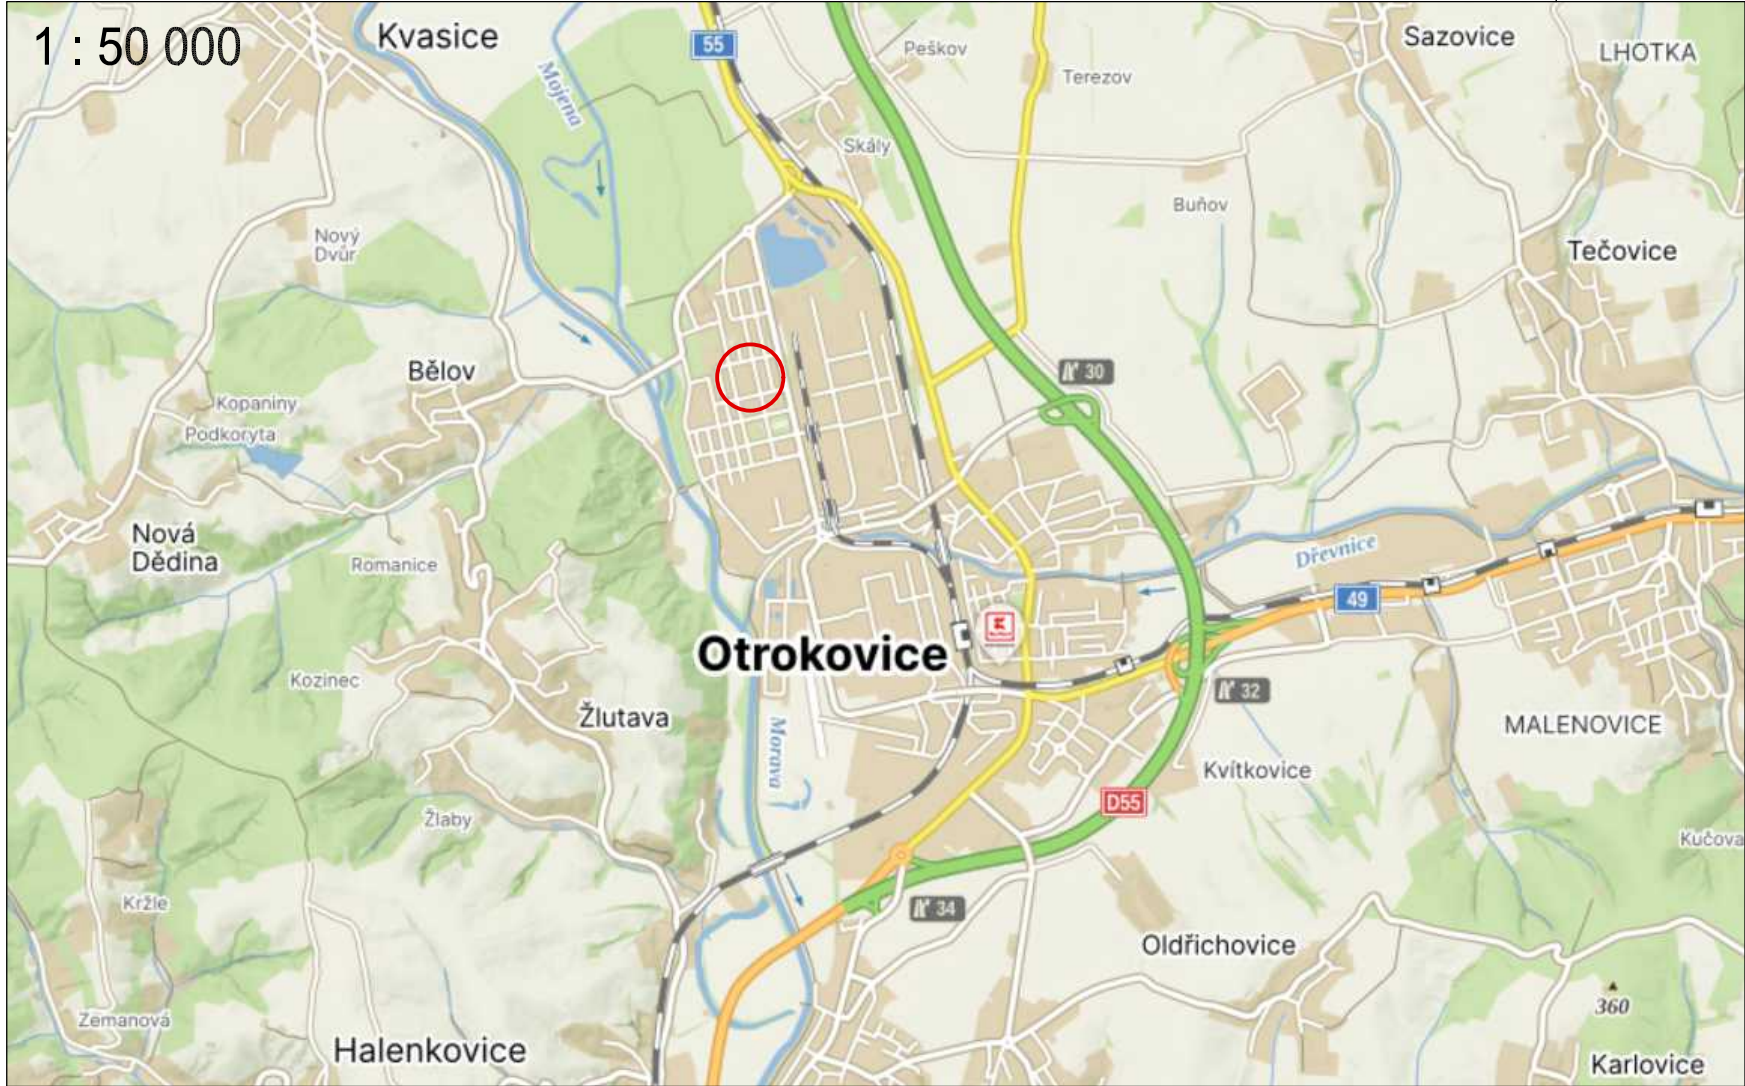 1 : 50 000
Kvasice
55
Peškov
Sazovice
LHOTKA
Terezov
Mojena
Skály
Buňov
Nový
Dvůr
Tečovice
Bělov
30
Kopaniny
Podkoryta
Nová
Dědina
Romanice
Dřevnice
49
Otrokovice
Kozinec
32
Žlutava
MALENOVICE
Morava
Kvítkovice
D55
Žlaby
Kučova
Kržle
34
Oldřichovice
360
Zemanová
Halenkovice
Karlovice